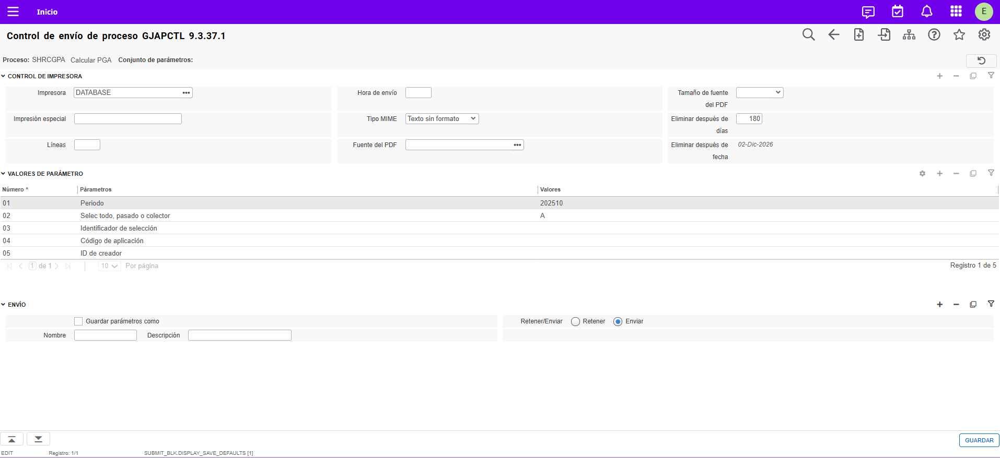 Inicio
E
Control de envío de proceso GJAPCTL 9.3.37.1
Proceso: SHRCGPA Calcular PGA Conjunto de parámetros:
CONTROL DE IMPRESORA
Impresora DATABASE
Hora de envío
Tamaño de fuente del PDF
Impresión especial
Tipo MIME Texto sin formato
Eliminar después de días 180
Líneas
Fuente del PDF
Eliminar después de fecha 02-Dic-2026
VALORES DE PARÁMETRO
Número * Párametros Valores
01 Periodo 202510
02 Selec todo, pasado o colector A
03 Identificador de selección
04 Código de aplicación
05 ID de creador
1 de 1 10 Por página Registro 1 de 5
ENVÍO
Guardar parámetros como
Retener/Enviar Retener Enviar
Nombre Descripción
GUARDAR
EDIT Registro: 1/1 SUBMIT_BLK.DISPLAY_SAVE_DEFAULTS [1]